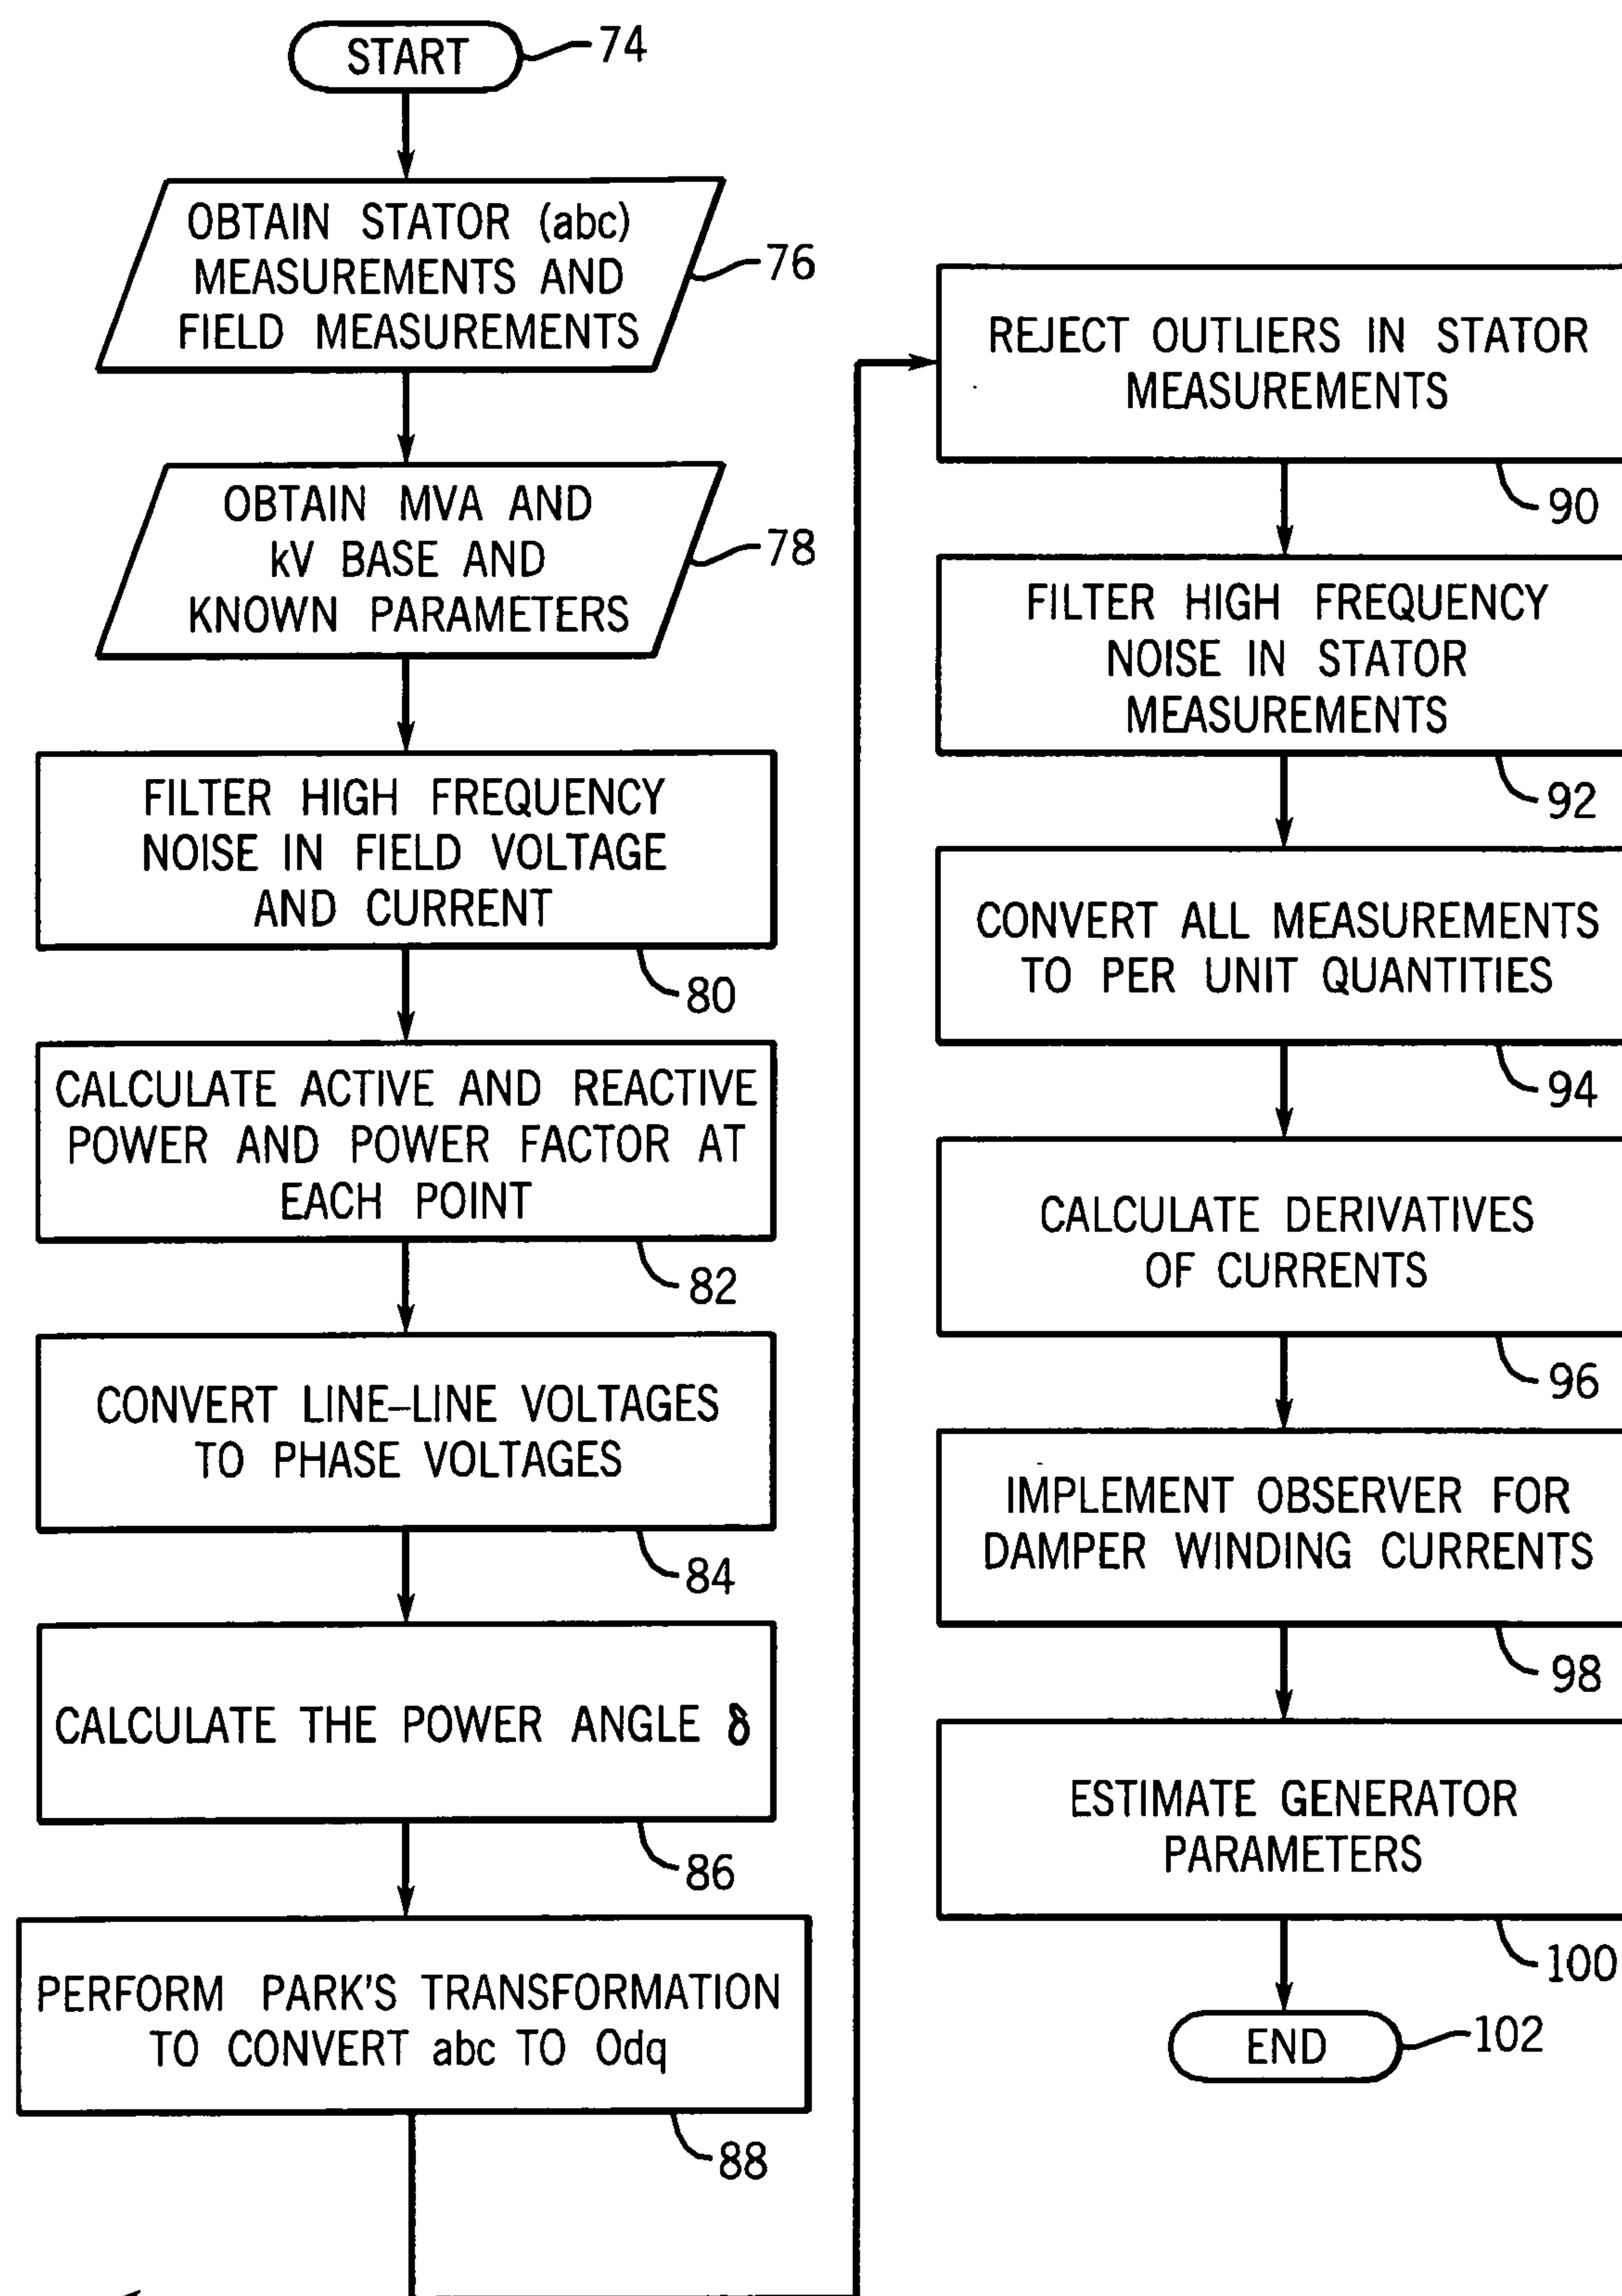 START
74
OBTAIN STATOR (abc)
MEASUREMENTS AND
FIELD MEASUREMENTS
76
OBTAIN MVA AND
kV BASE AND
KNOWN PARAMETERS
78
FILTER HIGH FREQUENCY
NOISE IN FIELD VOLTAGE
AND CURRENT
80
CALCULATE ACTIVE AND REACTIVE
POWER AND POWER FACTOR AT
EACH POINT
82
CONVERT LINE–LINE VOLTAGES
TO PHASE VOLTAGES
84
CALCULATE THE POWER ANGLE δ
86
PERFORM PARK'S TRANSFORMATION
TO CONVERT abc TO 0dq
88
REJECT OUTLIERS IN STATOR
MEASUREMENTS
90
FILTER HIGH FREQUENCY
NOISE IN STATOR
MEASUREMENTS
92
CONVERT ALL MEASUREMENTS
TO PER UNIT QUANTITIES
94
CALCULATE DERIVATIVES
OF CURRENTS
96
IMPLEMENT OBSERVER FOR
DAMPER WINDING CURRENTS
98
ESTIMATE GENERATOR
PARAMETERS
100
END
102